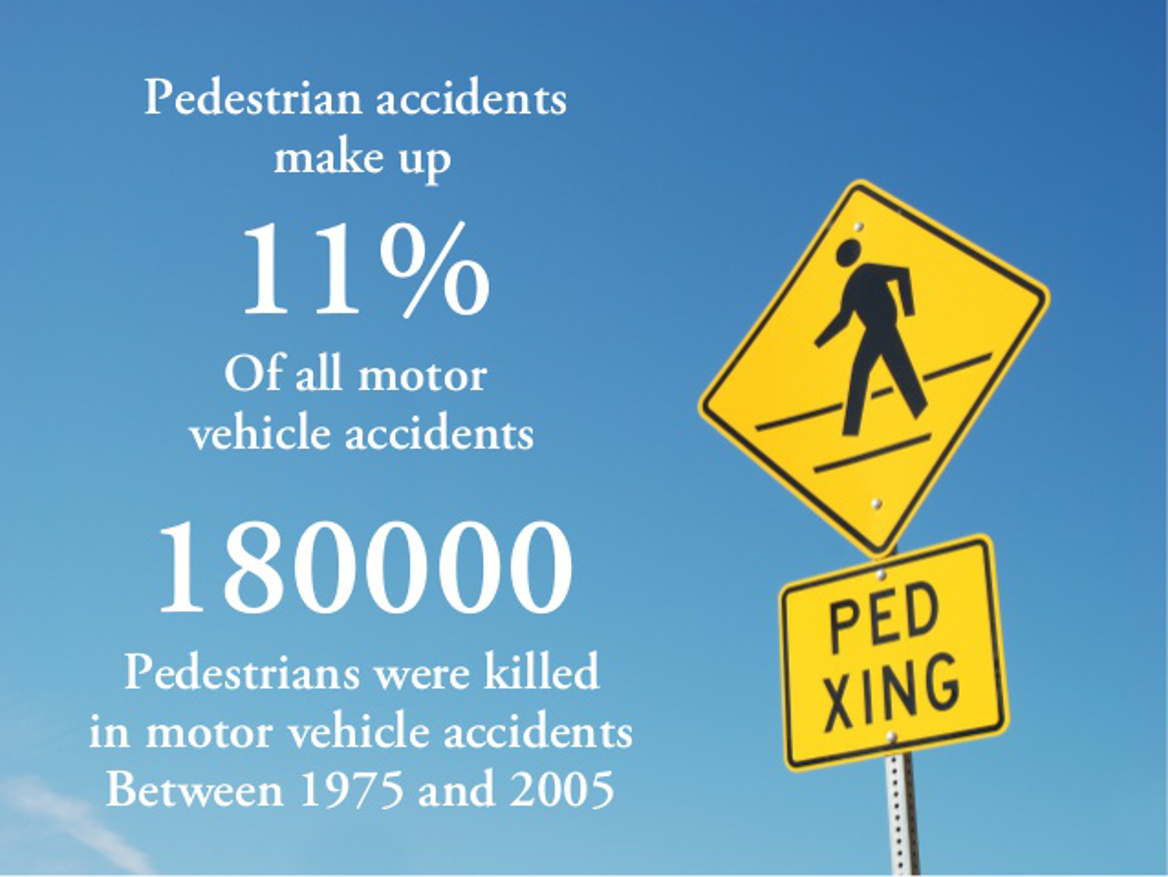 Pedestrian accidents
make up
11%
Of all motor
vehicle accidents
180000
Pedestrians were killed
in motor vehicle accidents
Between 1975 and 2005
PED
XING